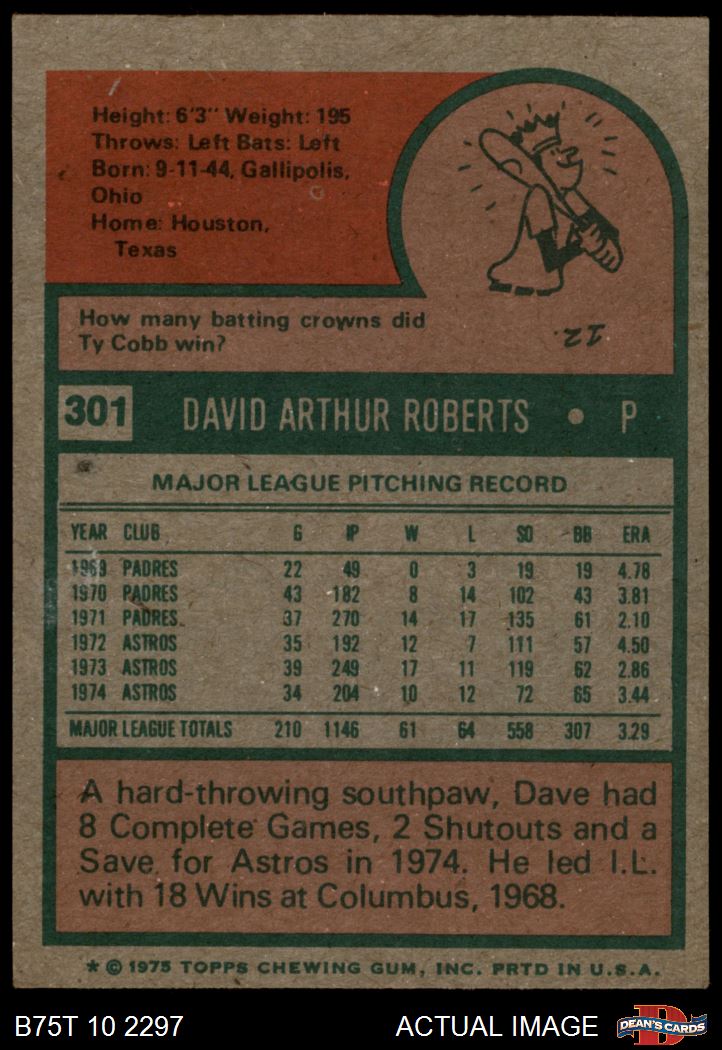 Height: 6'3" Weight: 195
Throws: Left Bats: Left
Born: 9-11-44, Gallipolis,
Ohio
Home: Houston,
Texas
How many batting crowns did
Ty Cobb win?
12.
301 DAVID ARTHUR ROBERTS • P
MAJOR LEAGUE PITCHING RECORD
YEAR CLUB G IP W L SO BB ERA
1969 PADRES 22 49 0 3 19 19 4.78
1970 PADRES 43 182 8 14 102 43 3.81
1971 PADRES 37 270 14 17 135 61 2.10
1972 ASTROS 35 192 12 7 111 57 4.50
1973 ASTROS 39 249 17 11 119 62 2.86
1974 ASTROS 34 204 10 12 72 65 3.44
MAJOR LEAGUE TOTALS 210 1146 61 64 558 307 3.29
A hard-throwing southpaw, Dave had
8 Complete Games, 2 Shutouts and a
Save for Astros in 1974. He led I.L.
with 18 Wins at Columbus, 1968.
* © 1975 TOPPS CHEWING GUM, INC. PRTD IN U.S.A.
B75T 10 2297 ACTUAL IMAGE DEAN'S CARDS